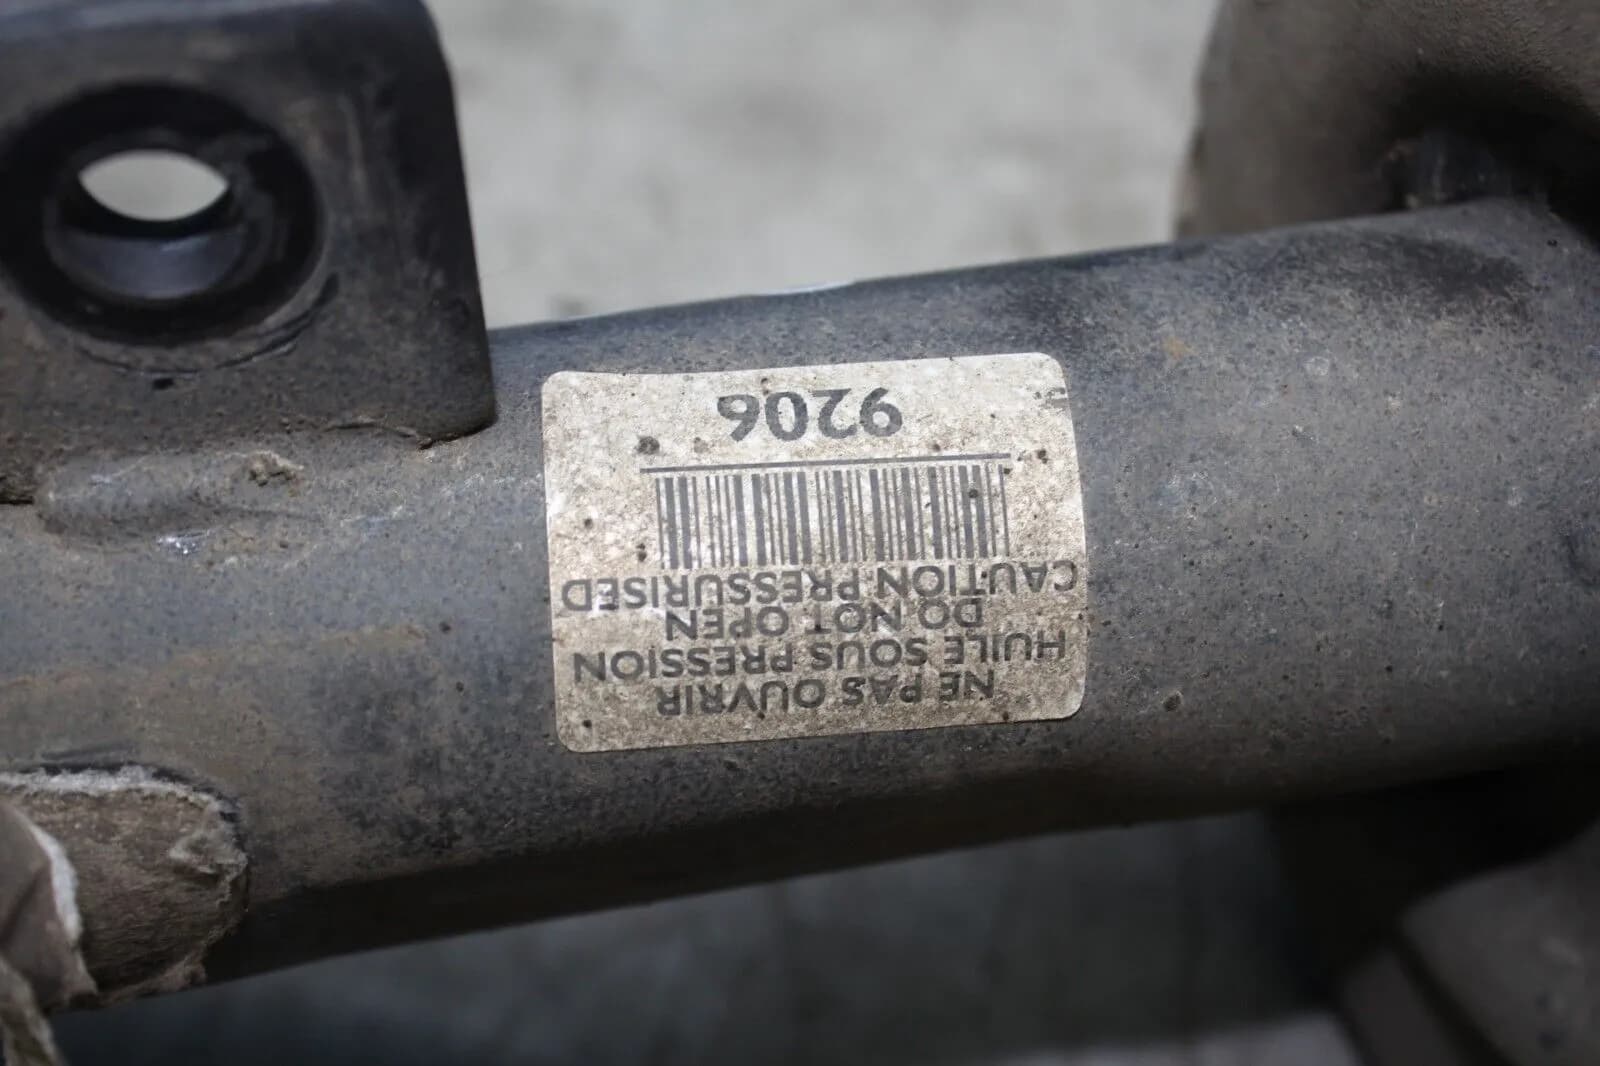 NE PAS OUVRIR
HUILE SOUS PRESSION
DO NOT OPEN
CAUTION PRESSURISED
9206